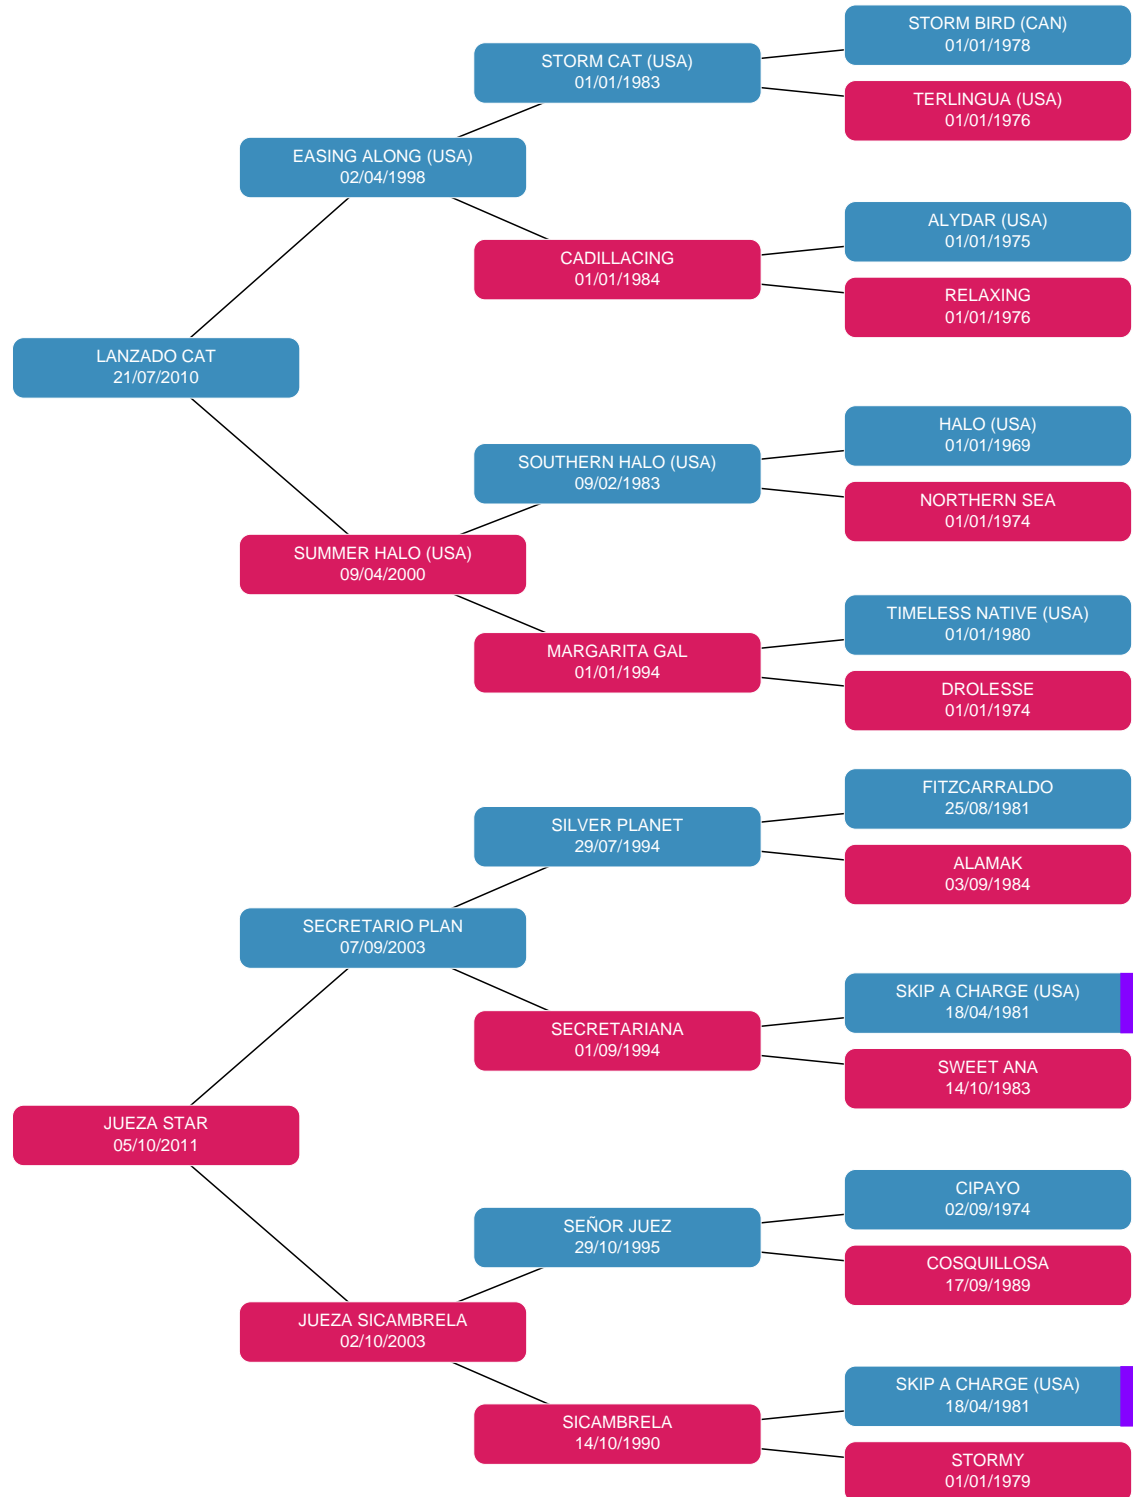 STORM BIRD (CAN)
01/01/1978
STORM CAT (USA)
01/01/1983
TERLINGUA (USA)
01/01/1976
EASING ALONG (USA)
02/04/1998
ALYDAR (USA)
01/01/1975
CADILLACING
01/01/1984
RELAXING
01/01/1976
LANZADO CAT
21/07/2010
HALO (USA)
01/01/1969
SOUTHERN HALO (USA)
09/02/1983
NORTHERN SEA
01/01/1974
SUMMER HALO (USA)
09/04/2000
TIMELESS NATIVE (USA)
01/01/1980
MARGARITA GAL
01/01/1994
DROLESSE
01/01/1974
FITZCARRALDO
25/08/1981
SILVER PLANET
29/07/1994
ALAMAK
03/09/1984
SECRETARIO PLAN
07/09/2003
SKIP A CHARGE (USA)
18/04/1981
SECRETARIANA
01/09/1994
SWEET ANA
14/10/1983
JUEZA STAR
05/10/2011
CIPAYO
02/09/1974
SEÑOR JUEZ
29/10/1995
COSQUILLOSA
17/09/1989
JUEZA SICAMBRELA
02/10/2003
SKIP A CHARGE (USA)
18/04/1981
SICAMBRELA
14/10/1990
STORMY
01/01/1979